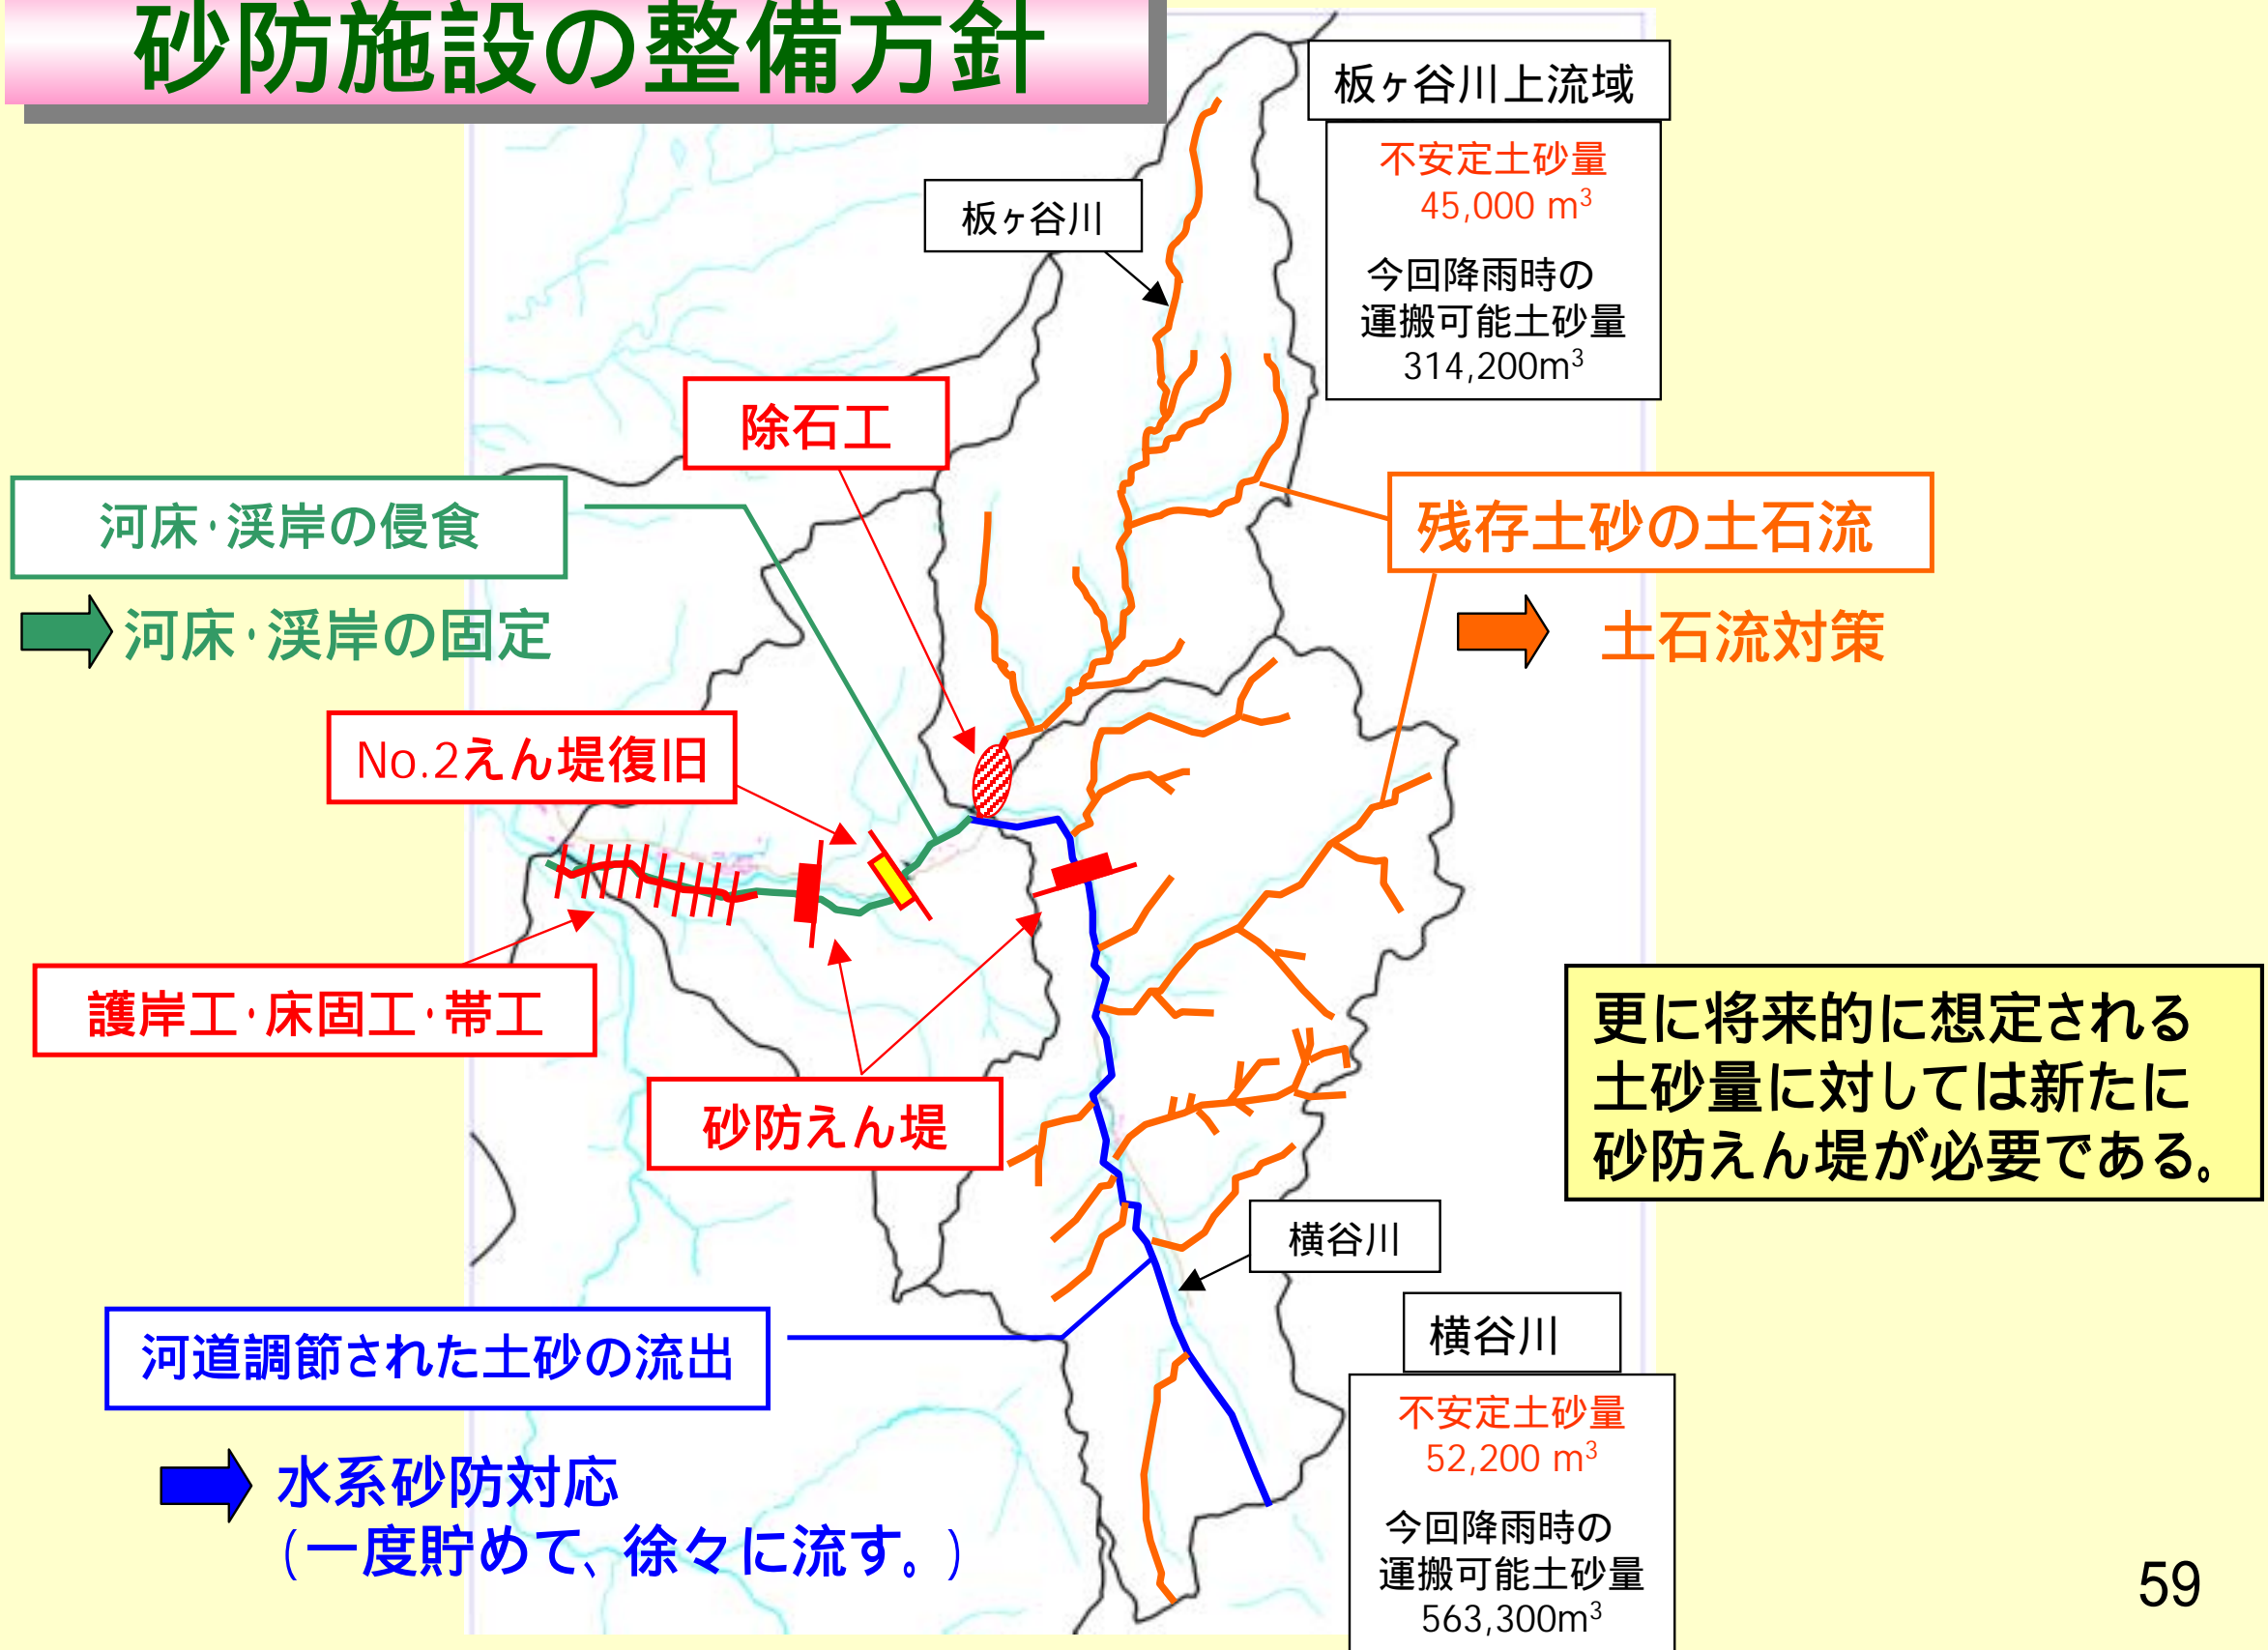 砂防施設の整備方針
板ヶ谷川上流域
不安定土砂量
45,000 m³
今回降雨時の
運搬可能土砂量
314,200m³
板ヶ谷川
除石工
河床・渓岸の侵食
河床・渓岸の固定
残存土砂の土石流
土石流対策
No.2えん堤復旧
護岸工・床固工・帯工
砂防えん堤
更に将来的に想定される
土砂量に対しては新たに
砂防えん堤が必要である。
横谷川
河道調節された土砂の流出
水系砂防対応
(一度貯めて、徐々に流す。)
横谷川
不安定土砂量
52,200 m³
今回降雨時の
運搬可能土砂量
563,300m³
59